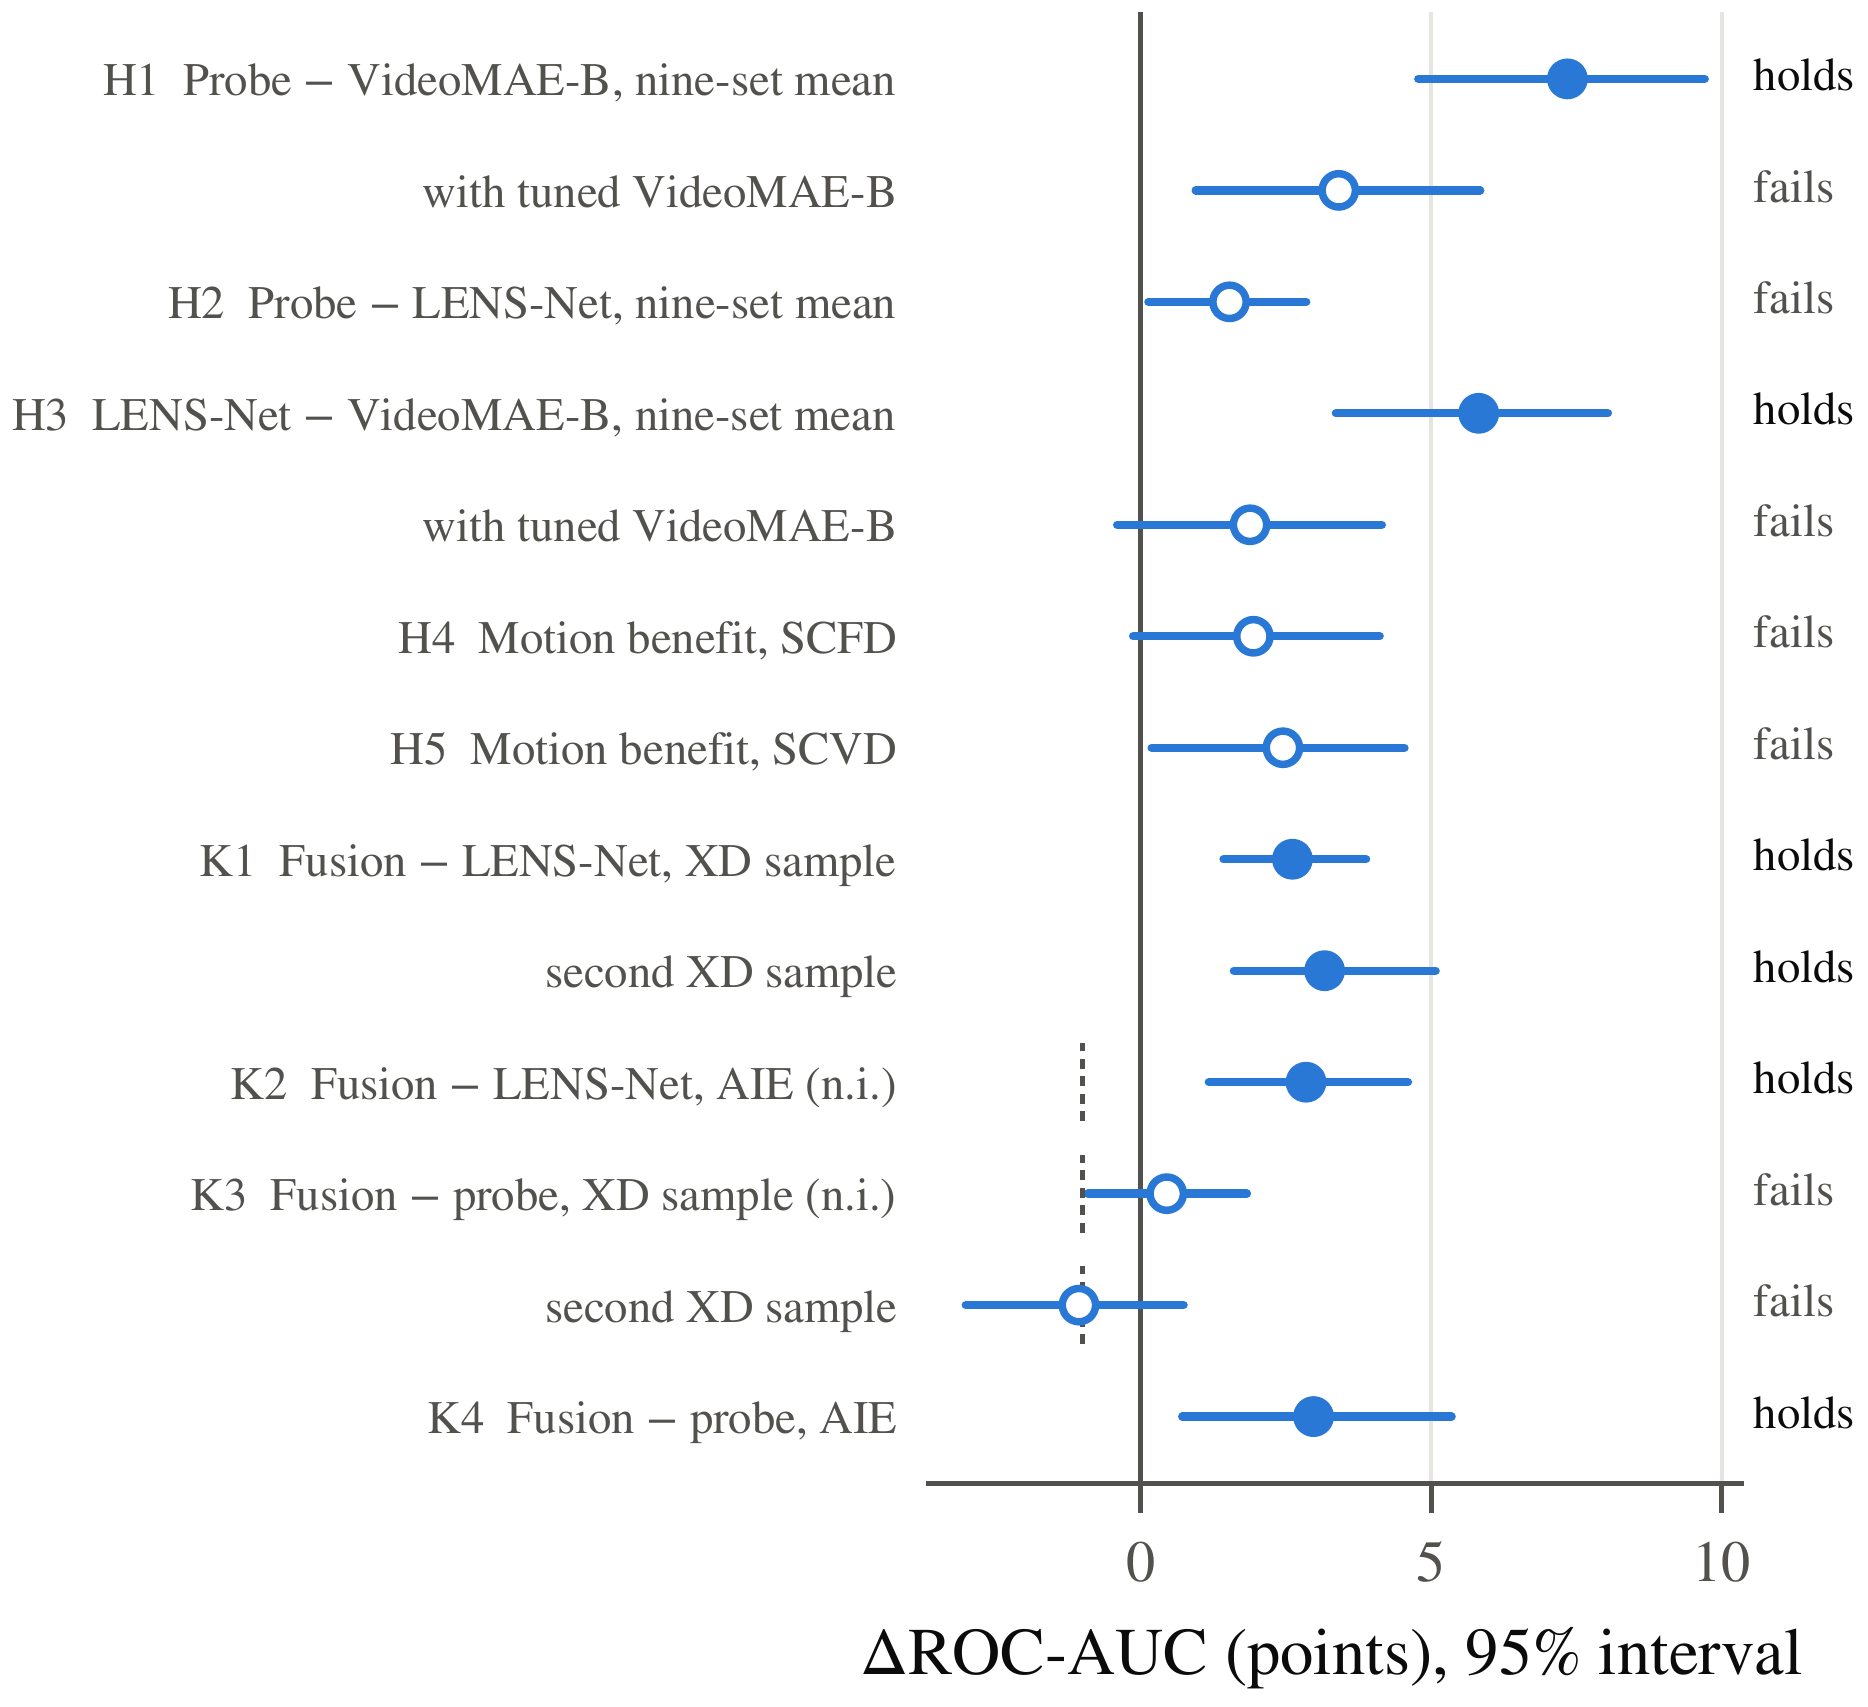 H1 Probe − VideoMAE-B, nine-set mean holds
with tuned VideoMAE-B fails
H2 Probe − LENS-Net, nine-set mean fails
H3 LENS-Net − VideoMAE-B, nine-set mean holds
with tuned VideoMAE-B fails
H4 Motion benefit, SCFD fails
H5 Motion benefit, SCVD fails
K1 Fusion − LENS-Net, XD sample holds
second XD sample holds
K2 Fusion − LENS-Net, AIE (n.i.) holds
K3 Fusion − probe, XD sample (n.i.) fails
second XD sample fails
K4 Fusion − probe, AIE holds
0 5 10
ΔROC-AUC (points), 95% interval